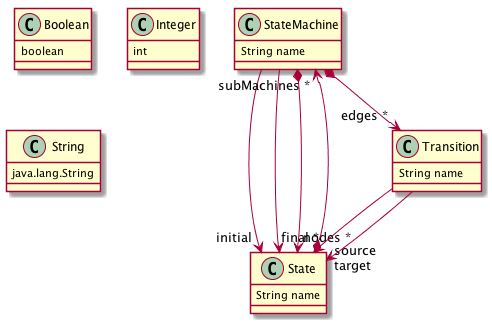 C Boolean
boolean
C Integer
int
C StateMachine
String name
subMachines *
edges *
C String
java.lang.String
C Transition
String name
initial
final *
nodes *
source
target
C State
String name